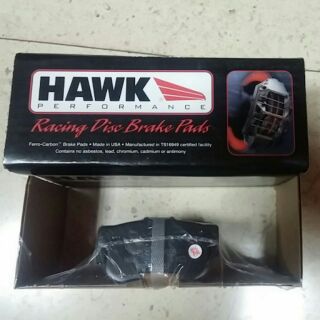 HAWK
PERFORMANCE
Racing Disc Brake Pads
Ferro-Carbon™ Brake Pads • Made in USA • Manufactured in TS16949 certified facility
Contains no asbestos, lead, chromium, cadmium or antimony